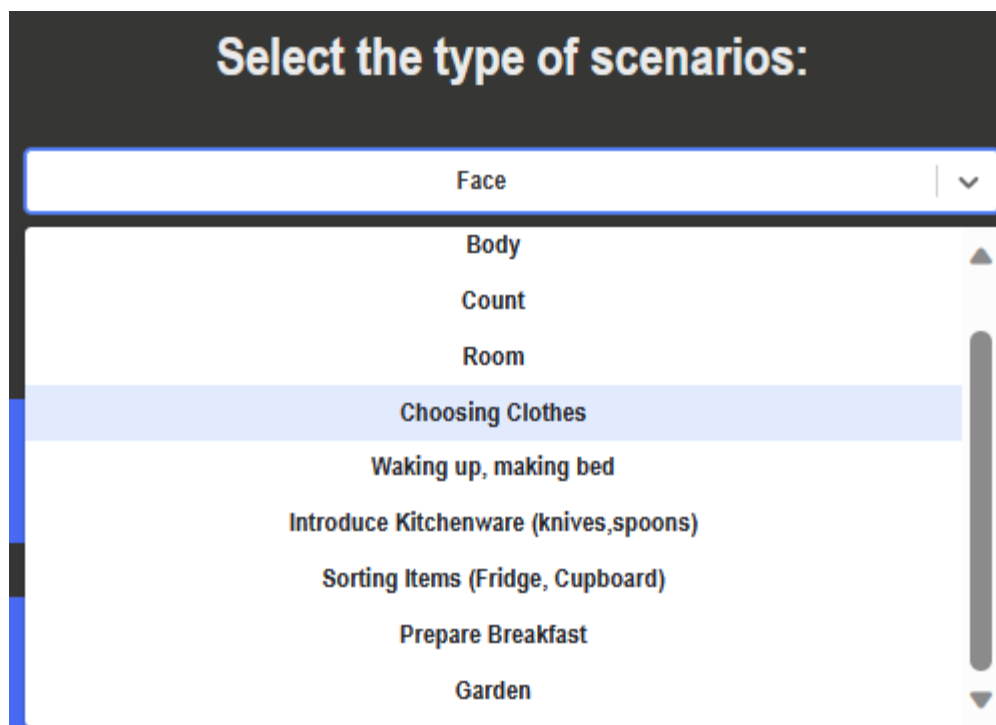 Select the type of scenarios:
Face
Body
Count
Room
Choosing Clothes
Waking up, making bed
Introduce Kitchenware (knives,spoons)
Sorting Items (Fridge, Cupboard)
Prepare Breakfast
Garden